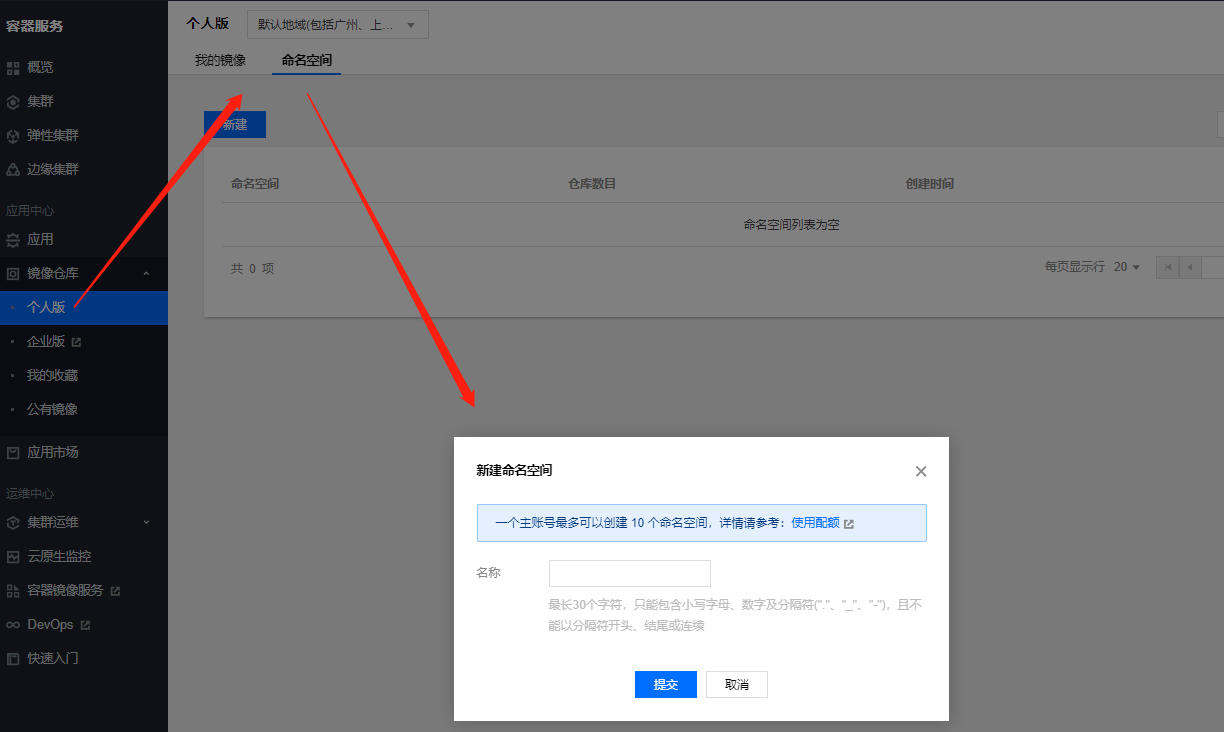 容器服务
概览
集群
弹性集群
边缘集群
应用中心
应用
镜像仓库
个人版
企业版
我的收藏
公有镜像
应用市场
运维中心
集群运维
云原生监控
容器镜像服务
DevOps
快速入门
个人版 默认地域(包括广州、上...
我的镜像 命名空间
新建
命名空间 仓库数目 创建时间
命名空间列表为空
共 0 项 每页显示行 20
新建命名空间
一个主账号最多可以创建 10 个命名空间，详情请参考：使用配额
名称
最长30个字符，只能包含小写字母、数字及分隔符("."、"_"、"-")，且不
能以分隔符开头、结尾或连续
提交 取消